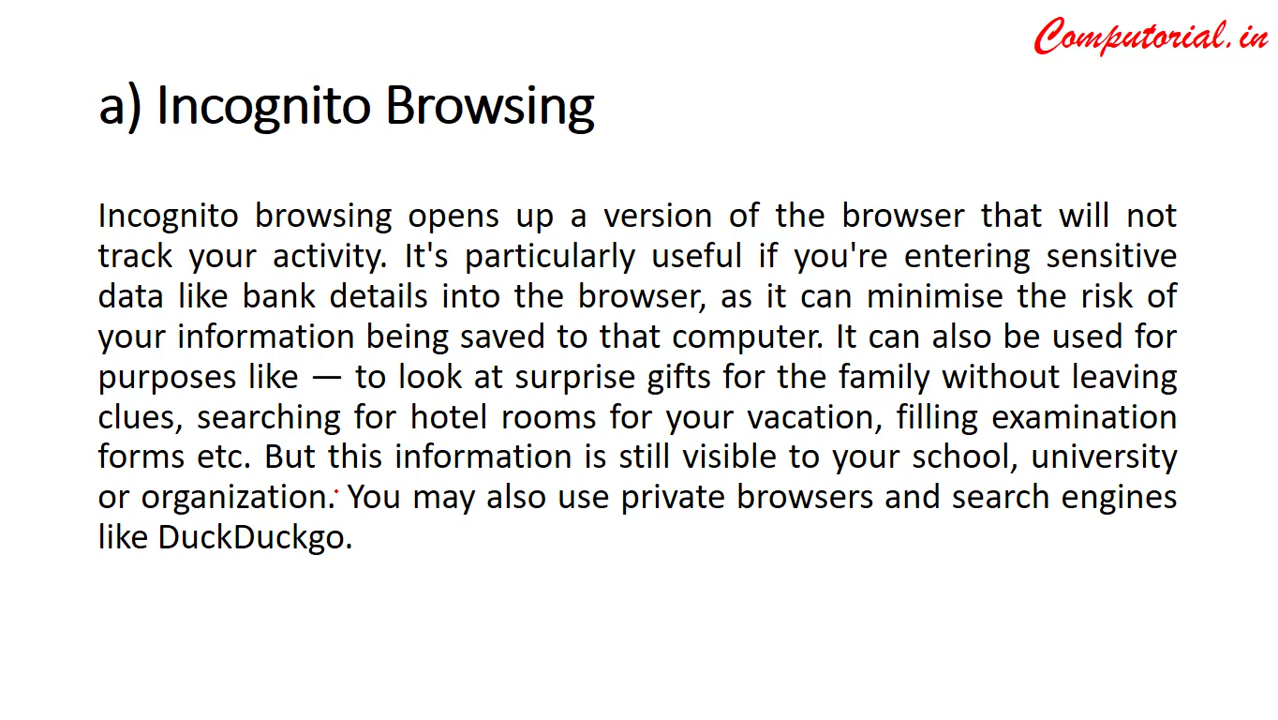 Computorial.in
a) Incognito Browsing
Incognito browsing opens up a version of the browser that will not
track your activity. It's particularly useful if you're entering sensitive
data like bank details into the browser, as it can minimise the risk of
your information being saved to that computer. It can also be used for
purposes like — to look at surprise gifts for the family without leaving
clues, searching for hotel rooms for your vacation, filling examination
forms etc. But this information is still visible to your school, university
or organization. You may also use private browsers and search engines
like DuckDuckgo.